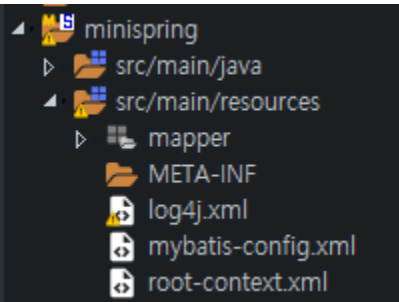 minispring
src/main/java
src/main/resources
mapper
META-INF
log4j.xml
mybatis-config.xml
root-context.xml